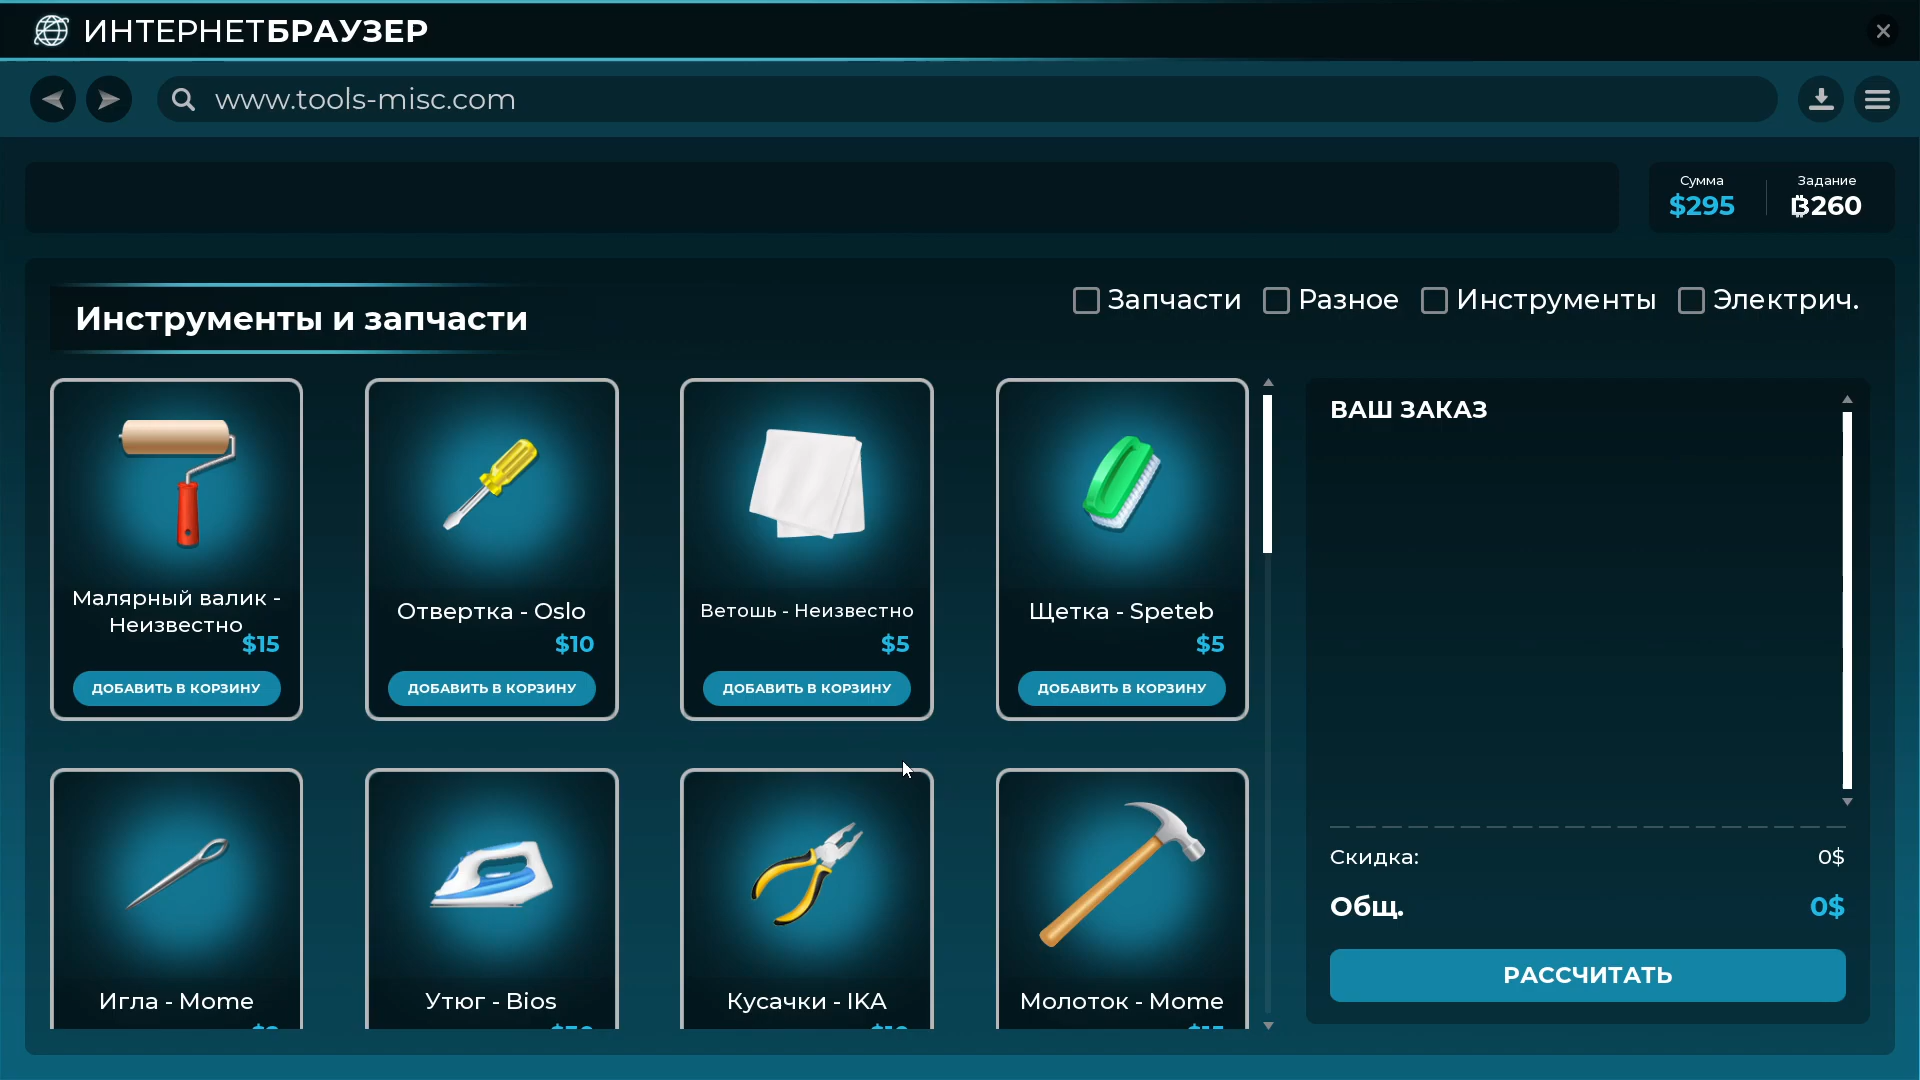 ИНТЕРНЕТБРАУЗЕР
www.tools-misc.com
Сумма
$295
Задание
₿260
Инструменты и запчасти
Запчасти
Разное
Инструменты
Электрич.
Малярный валик -
Неизвестно
$15
ДОБАВИТЬ В КОРЗИНУ
Отвертка - Oslo
$10
ДОБАВИТЬ В КОРЗИНУ
Ветошь - Неизвестно
$5
ДОБАВИТЬ В КОРЗИНУ
Щетка - Speteb
$5
ДОБАВИТЬ В КОРЗИНУ
Игла - Mome
Утюг - Bios
Кусачки - IKA
Молоток - Mome
ВАШ ЗАКАЗ
Скидка:
0$
Общ.
0$
РАССЧИТАТЬ